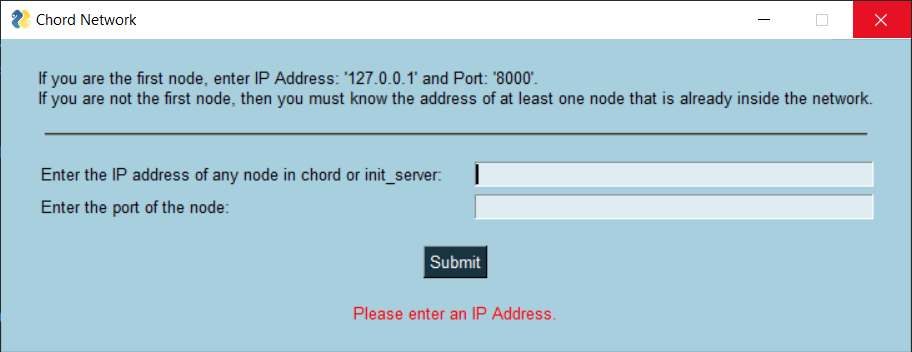 Chord Network
If you are the first node, enter IP Address: '127.0.0.1' and Port: '8000'.
If you are not the first node, then you must know the address of at least one node that is already inside the network.
Enter the IP address of any node in chord or init_server:
Enter the port of the node:
Submit
Please enter an IP Address.